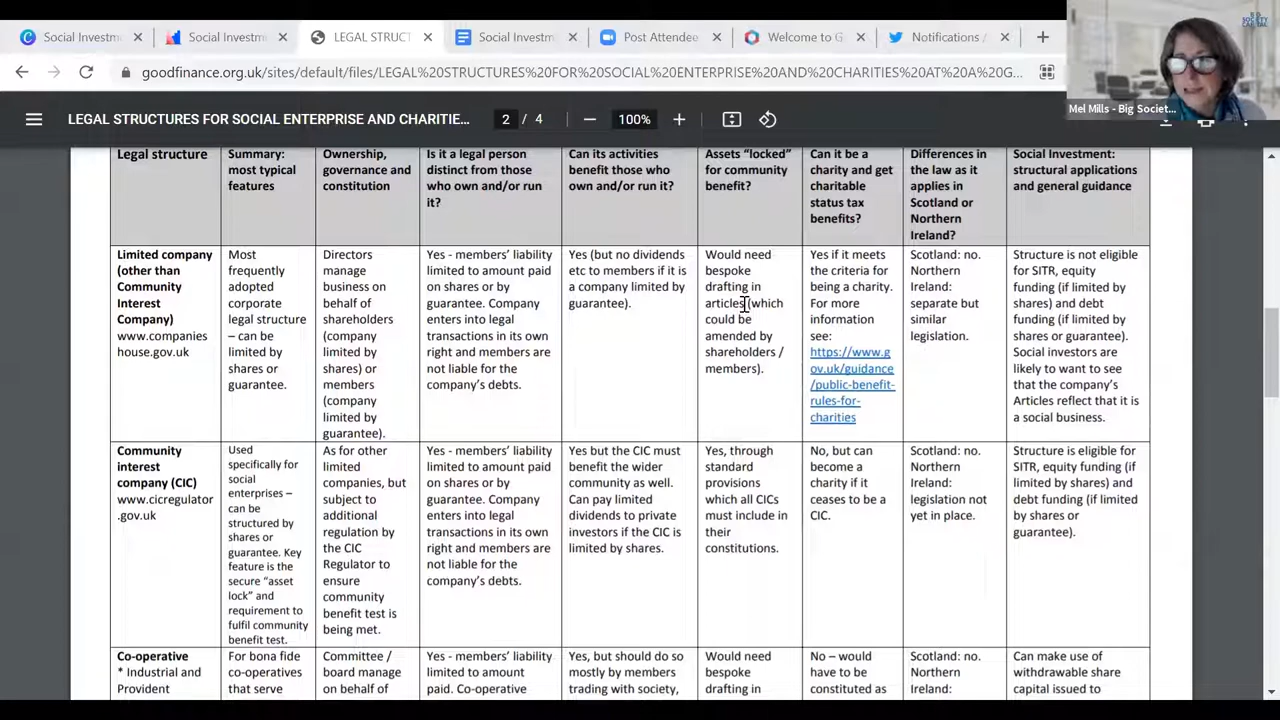 Social Investm
Social Investm
LEGAL STRUCT
Social Investm
Post Attendee
Welcome to G
Notifications /
goodfinance.org.uk/sites/default/files/LEGAL%20STRUCTURES%20FOR%20SOCIAL%20ENTERPRISE%20AND%20CHARITIES%20AT%20A%20G...
SOCIETY
Mel Mills - Big Societ...
LEGAL STRUCTURES FOR SOCIAL ENTERPRISE AND CHARITIE...
2 / 4
100%
Legal structure
Summary:
most typical
features
Ownership,
governance and
constitution
Is it a legal person
distinct from those
who own and/or run
it?
Can its activities
benefit those who
own and/or run it?
Assets “locked”
for community
benefit?
Can it be a
charity and get
charitable
status tax
benefits?
Differences in
the law as it
applies in
Scotland or
Northern
Ireland?
Social Investment:
structural applications
and general guidance
Limited company
(other than
Community
Interest
Company)
www.companies
house.gov.uk
Most
frequently
adopted
corporate
legal structure
– can be
limited by
shares or
guarantee.
Directors
manage
business on
behalf of
shareholders
(company
limited by
shares) or
members
(company
limited by
guarantee).
Yes - members’ liability
limited to amount paid
on shares or by
guarantee. Company
enters into legal
transactions in its own
right and members are
not liable for the
company’s debts.
Yes (but no dividends
etc to members if it is
a company limited by
guarantee).
Would need
bespoke
drafting in
articles (which
could be
amended by
shareholders /
members).
Yes if it meets
the criteria for
being a charity.
For more
information
see:
https://www.g
ov.uk/guidance
/public-benefit-
rules-for-
charities
Scotland: no.
Northern
Ireland:
separate but
similar
legislation.
Structure is not eligible
for SITR, equity
funding (if limited by
shares) and debt
funding (if limited by
shares or guarantee).
Social investors are
likely to want to see
that the company’s
Articles reflect that it is
a social business.
Community
interest
company (CIC)
www.cicregulator
.gov.uk
Used
specifically for
social
enterprises –
can be
structured by
shares or
guarantee. Key
feature is the
secure “asset
lock” and
requirement to
fulfil community
benefit test.
As for other
limited
companies, but
subject to
additional
regulation by
the CIC
Regulator to
ensure
community
benefit test is
being met.
Yes - members’ liability
limited to amount paid
on shares or by
guarantee. Company
enters into legal
transactions in its own
right and members are
not liable for the
company’s debts.
Yes but the CIC must
benefit the wider
community as well.
Can pay limited
dividends to private
investors if the CIC is
limited by shares.
Yes, through
standard
provisions
which all CICs
must include in
their
constitutions.
No, but can
become a
charity if it
ceases to be a
CIC.
Scotland: no.
Northern
Ireland:
legislation not
yet in place.
Structure is eligible for
SITR, equity funding (if
limited by shares) and
debt funding (if limited
by shares or
guarantee).
Co-operative
* Industrial and
Provident
For bona fide
co-operatives
that serve
Committee /
board manage
on behalf of
Yes - members’ liability
limited to amount
paid. Co-operative
Yes, but should do so
mostly by members
trading with society,
Would need
bespoke
drafting in
No – would
have to be
constituted as
Scotland: no.
Northern
Ireland:
Can make use of
withdrawable share
capital issued to